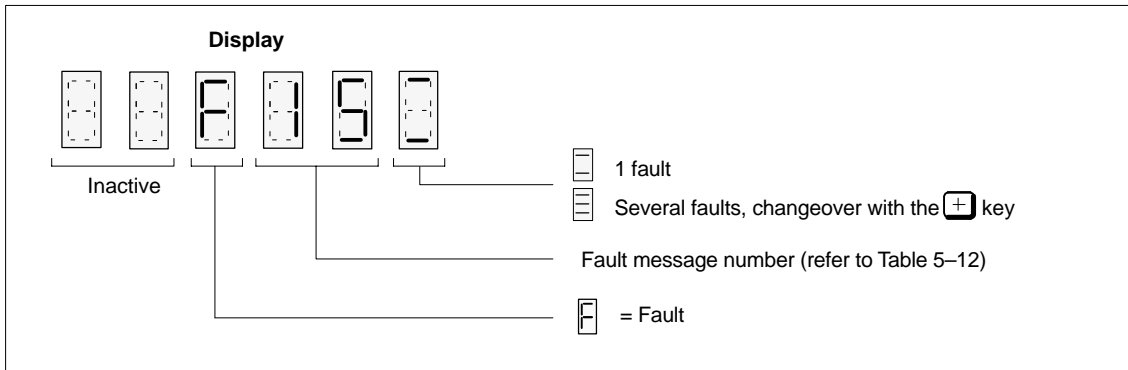 Display
F15
Inactive
1 fault
Several faults, changeover with the + key
Fault message number (refer to Table 5–12)
F = Fault